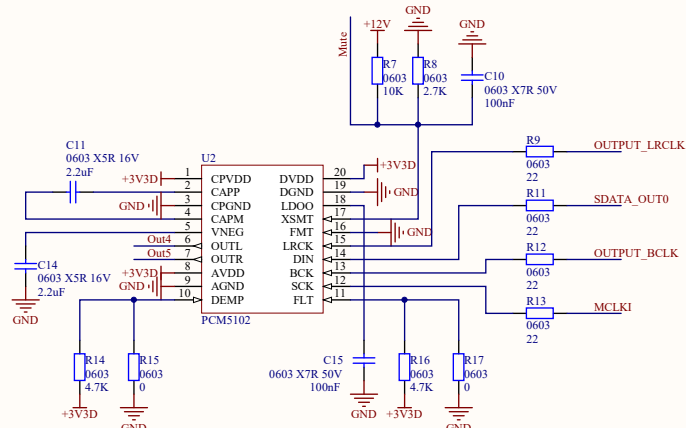 Mute
+12V
GND
GND
R7
0603
10K
R8
0603
2.7K
C10
0603 X7R 50V
100nF
C11
0603 X5R 16V
2.2uF
U2
R9
0603
22
OUTPUT_LRCLK
+3V3D
1
CPVDD
DVDD
20
+3V3D
2
CAPP
DGND
19
GND
GND
3
CPGND
LDOO
18
R11
0603
22
SDATA_OUT0
4
CAPM
XSMT
17
5
VNEG
FMT
16
GND
Out4
6
OUTL
LRCK
15
Out5
7
OUTR
DIN
14
R12
0603
22
OUTPUT_BCLK
C14
0603 X5R 16V
2.2uF
GND
+3V3D
8
AVDD
BCK
13
GND
9
AGND
SCK
12
10
DEMP
FLT
11
PCM5102
R13
0603
22
MCLKI
R14
0603
4.7K
+3V3D
R15
0603
0
GND
C15
0603 X7R 50V
100nF
GND
R16
0603
4.7K
+3V3D
R17
0603
0
GND